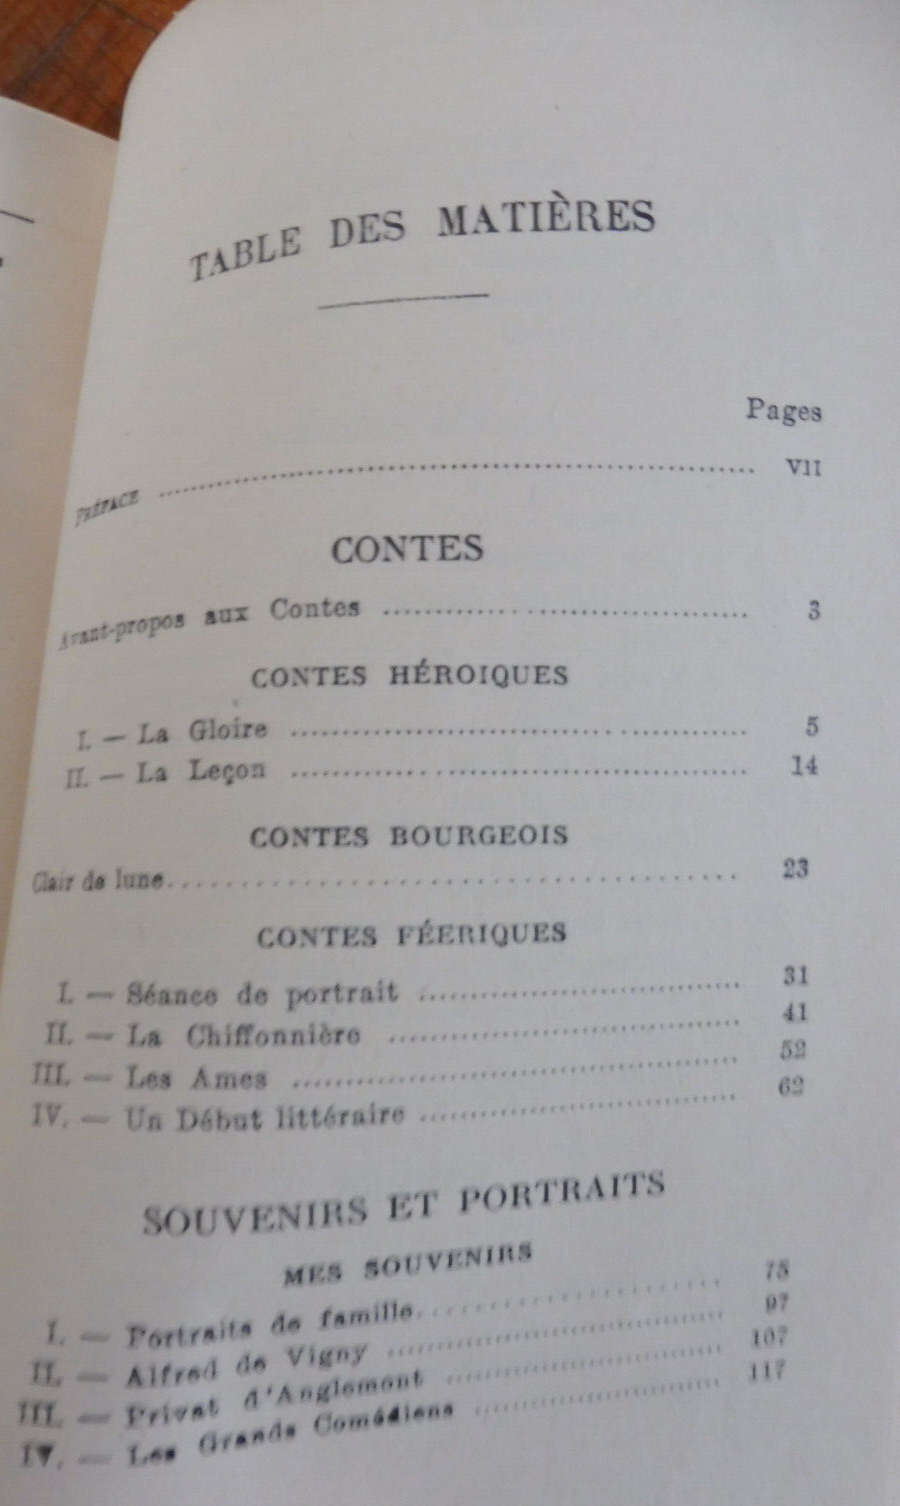 TABLE DES MATIÈRES
Pages
PRÉFACE ........................ VII
CONTES
Avant-propos aux Contes ........................ 3
CONTES HÉROIQUES
I. — La Gloire ........................ 5
II. — La Leçon ........................ 14
CONTES BOURGEOIS
Clair de lune ........................ 23
CONTES FÉERIQUES
I. — Séance de portrait ........................ 31
II. — La Chiffonnière ........................ 41
III. — Les Ames ........................ 52
IV. — Un Début littéraire ........................ 62
SOUVENIRS ET PORTRAITS
MES SOUVENIRS
I. — Portraits de famille ........................ 75
II. — Alfred de Vigny ........................ 97
III. — Privat d'Anglemont ........................ 107
IV. — Les Grands Comédiens ........................ 117